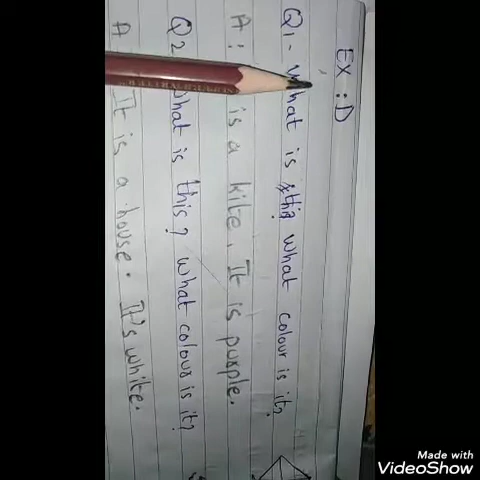 EX : D
Q1- What is this what colour is it?
A: is a kite. It is purple.
Q2 what is this? what colour is it?
A It is a house. It's white.
Made with
VideoShow